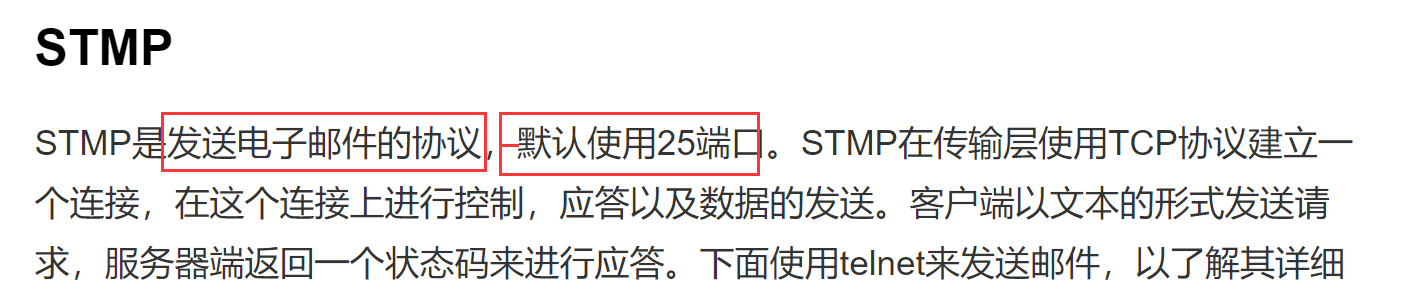 STMP
STMP是发送电子邮件的协议，默认使用25端口。STMP在传输层使用TCP协议建立一
个连接，在这个连接上进行控制，应答以及数据的发送。客户端以文本的形式发送请
求，服务器端返回一个状态码来进行应答。下面使用telnet来发送邮件，以了解其详细